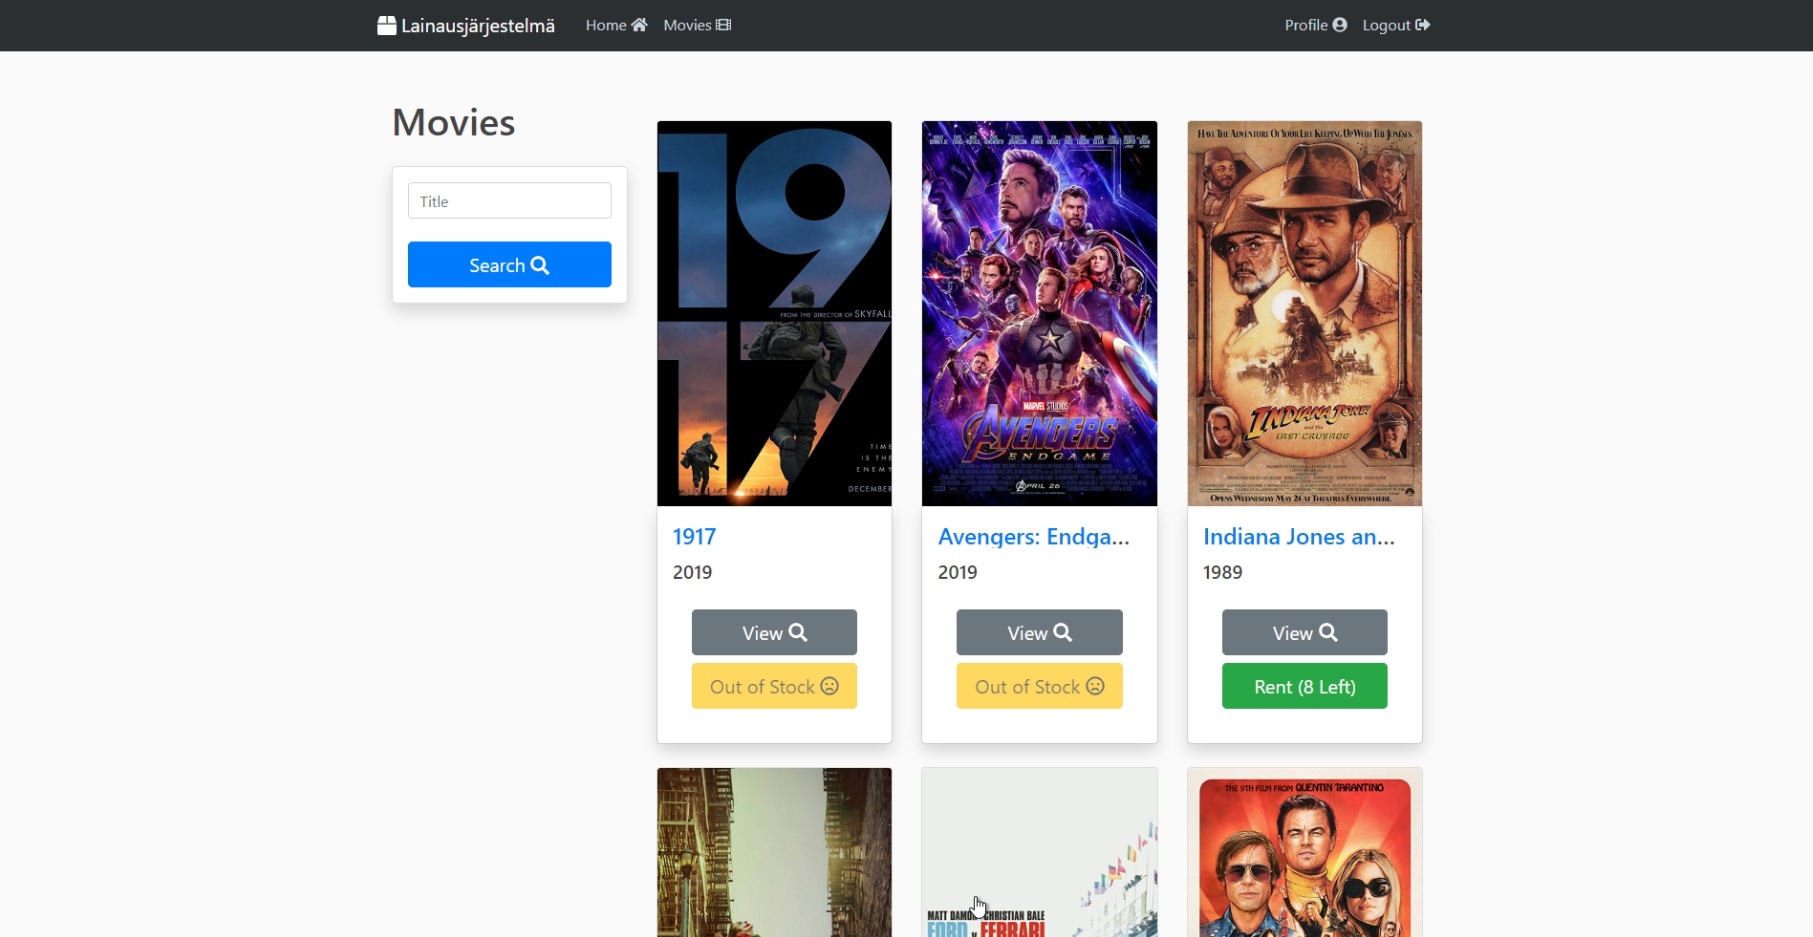 Lainausjärjestelmä
Home
Movies
Profile
Logout
Movies
Title
Search
19
FROM THE DIRECTOR OF SKYFALL
17
TIME
IS THE
ENEMY
DECEMBER
1917
2019
View
Out of Stock
MARVEL STUDIOS
AVENGERS
ENDGAME
APRIL 26
Avengers: Endga...
2019
View
Out of Stock
HAVE THE ADVENTURE OF YOUR LIFE KEEPING UP WITH THE JONESES.
INDIANA JONES
and the
LAST CRUSADE
OPENS WEDNESDAY MAY 24 AT THEATRES EVERYWHERE.
Indiana Jones an...
1989
View
Rent (8 Left)
MATT DAMON CHRISTIAN BALE
FORD v FERRARI
THE 9TH FILM FROM QUENTIN TARANTINO